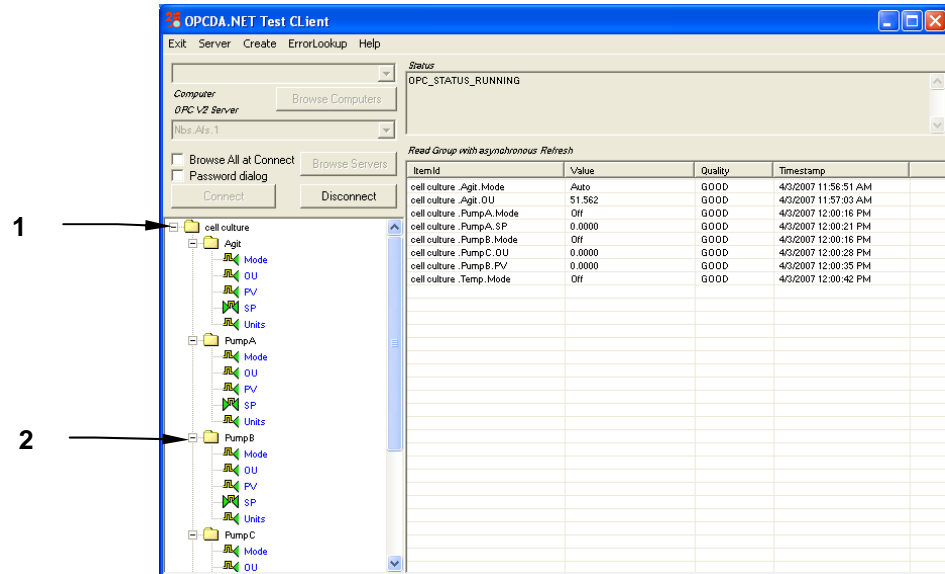 OPCDA.NET Test CLient
Exit Server Create ErrorLookup Help
Computer
Browse Computers
OPC V2 Server
Nbs.Afs.1
Browse All at Connect
Browse Servers
Password dialog
Connect
Disconnect
Status
OPC_STATUS_RUNNING
Read Group with asynchronous Refresh
ItemId Value Quality Timestamp
cell culture .Agit.Mode Auto GOOD 4/3/2007 11:56:51 AM
cell culture .Agit.OU 51.562 GOOD 4/3/2007 11:57:03 AM
cell culture .PumpA.Mode Off GOOD 4/3/2007 12:00:16 PM
cell culture .PumpA.SP 0.0000 GOOD 4/3/2007 12:00:21 PM
cell culture .PumpB.Mode Off GOOD 4/3/2007 12:00:16 PM
cell culture .PumpC.OU 0.0000 GOOD 4/3/2007 12:00:28 PM
cell culture .PumpB.PV 0.0000 GOOD 4/3/2007 12:00:35 PM
cell culture .Temp.Mode Off GOOD 4/3/2007 12:00:42 PM
1
cell culture
Agit
Mode
OU
PV
SP
Units
PumpA
Mode
OU
PV
SP
Units
2
PumpB
Mode
OU
PV
SP
Units
PumpC
Mode
OU